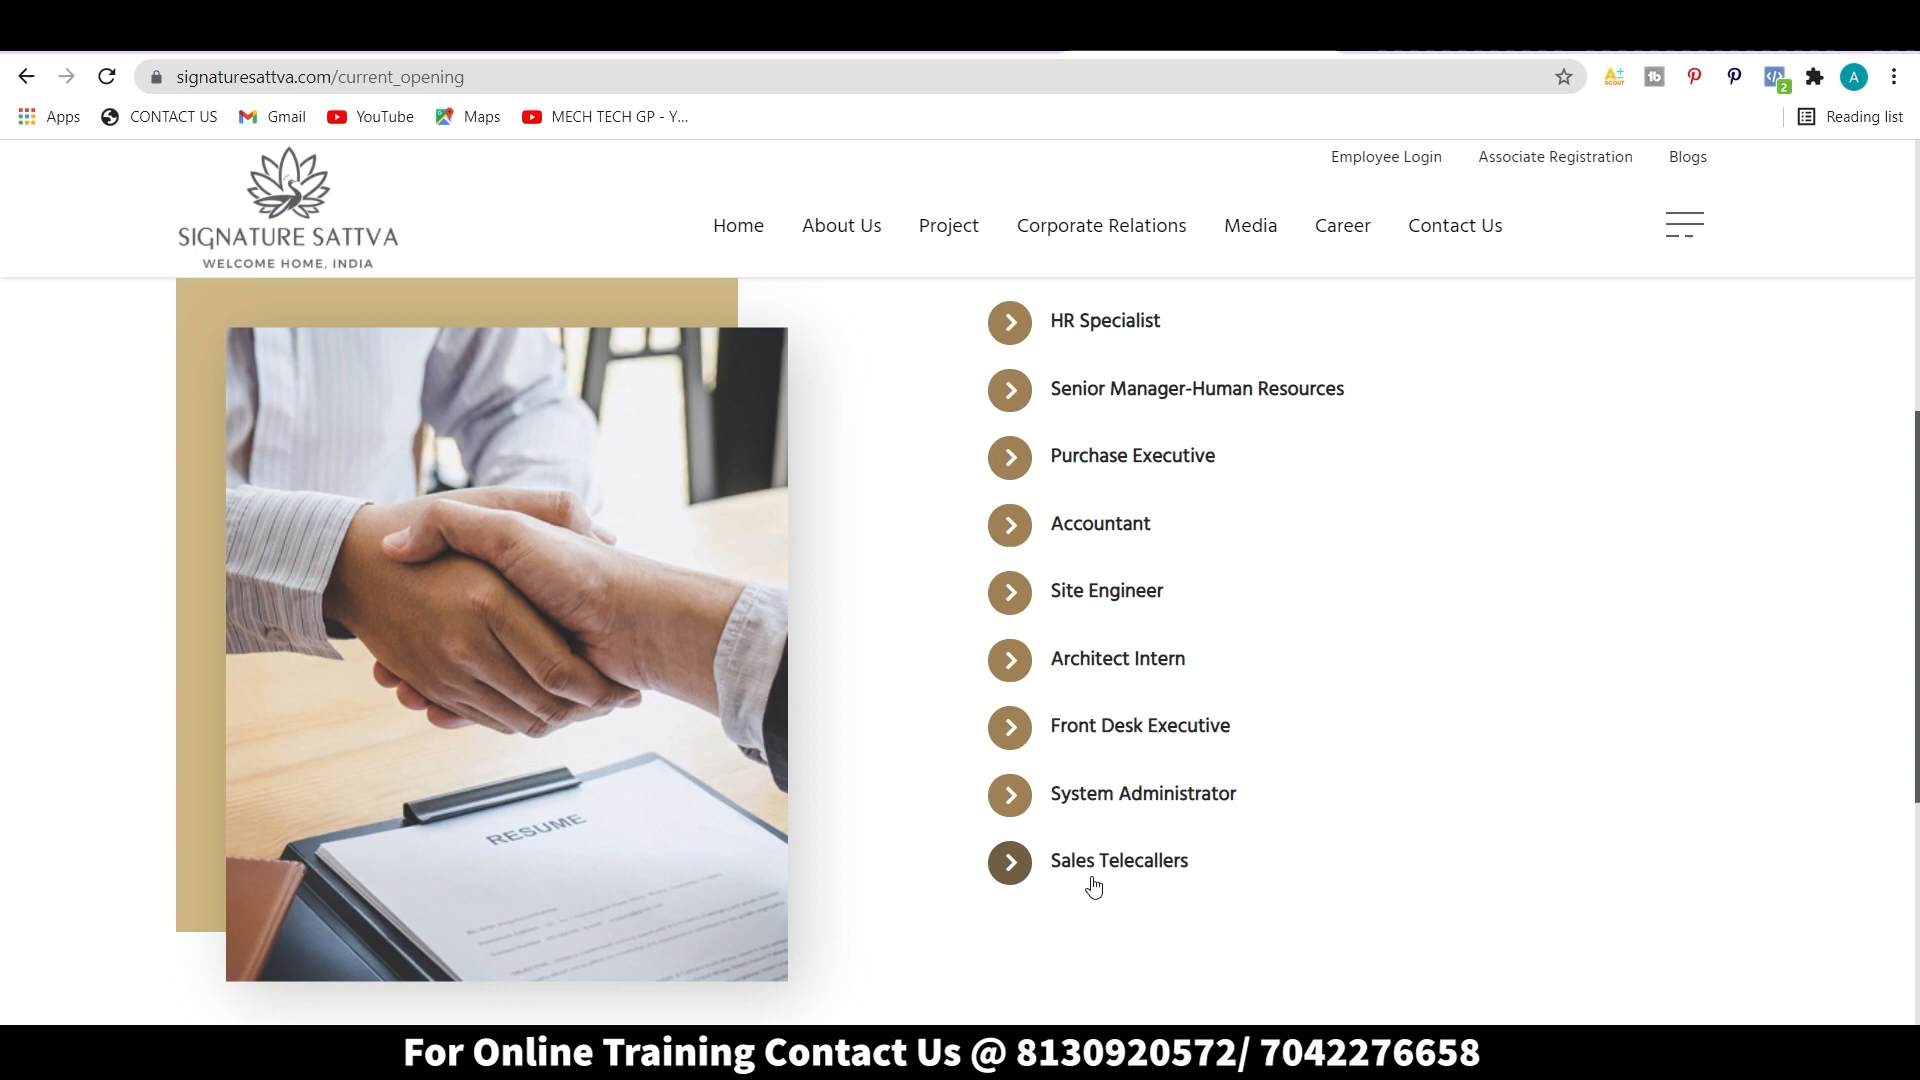 signaturesattva.com/current_opening
A+
SCOUT
tb
2
A
Apps
CONTACT US
Gmail
YouTube
Maps
MECH TECH GP - Y...
Reading list
Employee Login
Associate Registration
Blogs
SIGNATURE SATTVA
WELCOME HOME, INDIA
Home
About Us
Project
Corporate Relations
Media
Career
Contact Us
HR Specialist
Senior Manager-Human Resources
Purchase Executive
Accountant
Site Engineer
Architect Intern
Front Desk Executive
System Administrator
Sales Telecallers
RESUME
For Online Training Contact Us @ 8130920572/ 7042276658